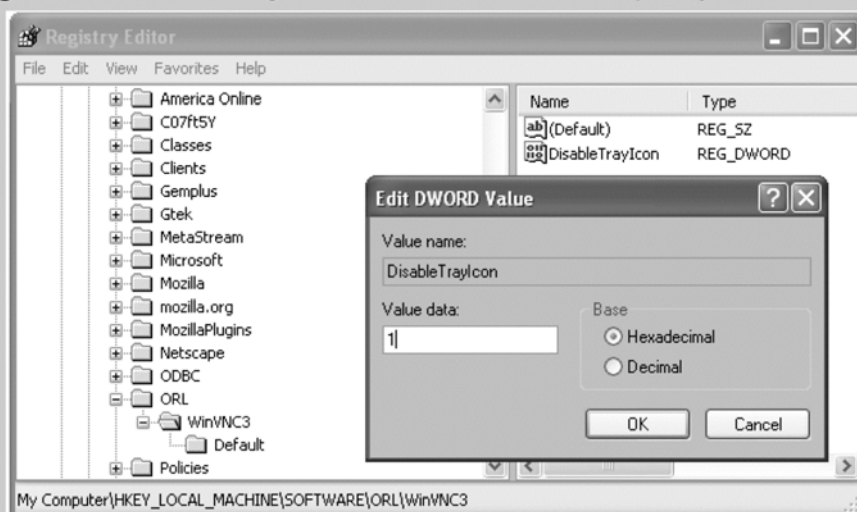 Registry Editor
File Edit View Favorites Help
America Online
C07ft5Y
Classes
Clients
Gemplus
Gtek
MetaStream
Microsoft
Mozilla
mozilla.org
MozillaPlugins
Netscape
ODBC
ORL
WinVNC3
Default
Policies
Name Type
ab (Default) REG_SZ
DisableTrayIcon REG_DWORD
Edit DWORD Value
Value name:
DisableTrayIcon
Value data:
1
Base
Hexadecimal
Decimal
OK Cancel
My Computer\HKEY_LOCAL_MACHINE\SOFTWARE\ORL\WinVNC3